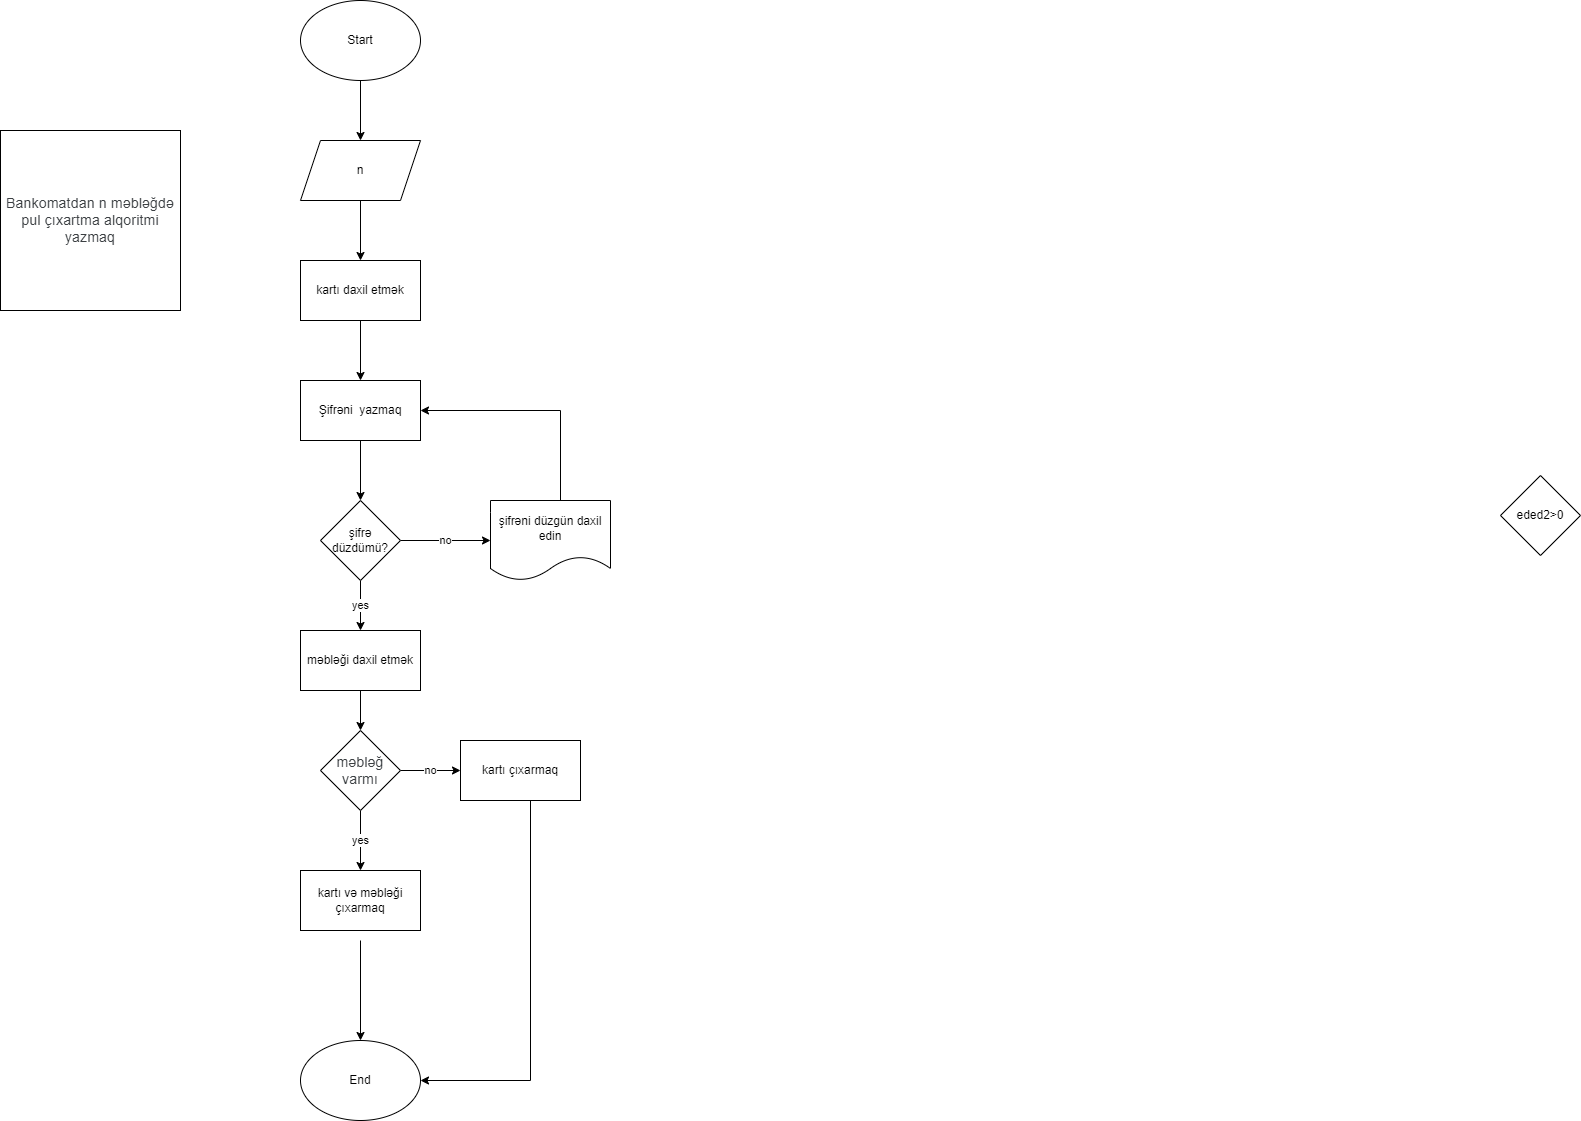 Start
n
Bankomatdan n məbləğdə
pul çıxartma alqoritmi
yazmaq
kartı daxil etmək
Şifrəni yazmaq
şifrə
düzdümü?
no
şifrəni düzgün daxil
edin
eded2>0
yes
məbləği daxil etmək
məbləğ
varmı
no
kartı çıxarmaq
yes
kartı və məbləği
çıxarmaq
End